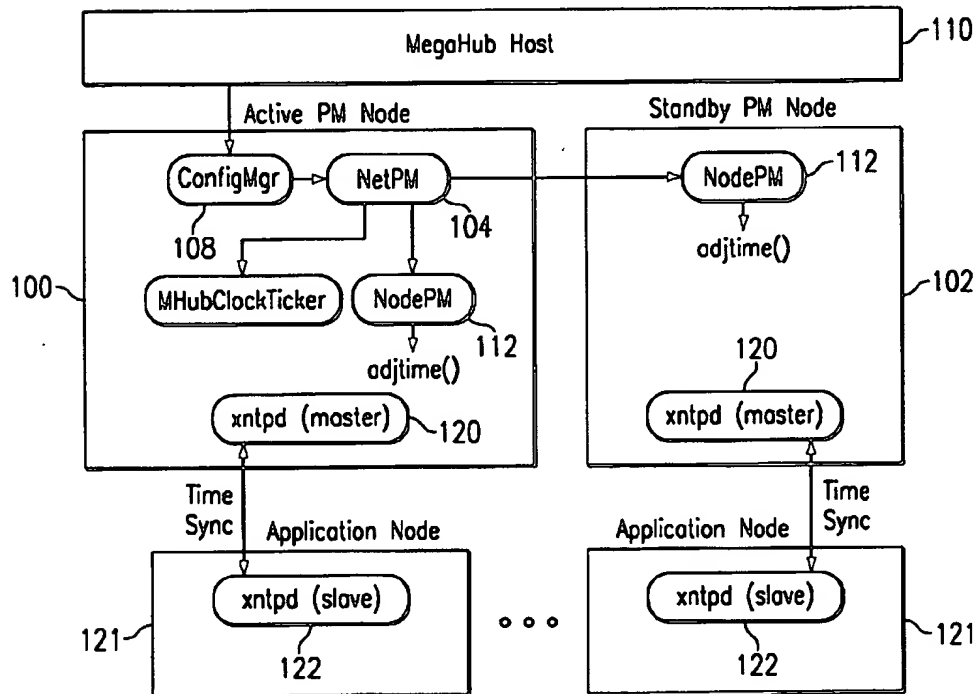 MegaHub Host
110
Active PM Node
Standby PM Node
ConfigMgr
NetPM
NodePM
112
108
104
adjtime()
100
MHubClockTicker
NodePM
102
112
adjtime()
120
xntpd (master)
120
xntpd (master)
Time
Sync
Application Node
Application Node
Time
Sync
xntpd (slave)
xntpd (slave)
121
122
122
121